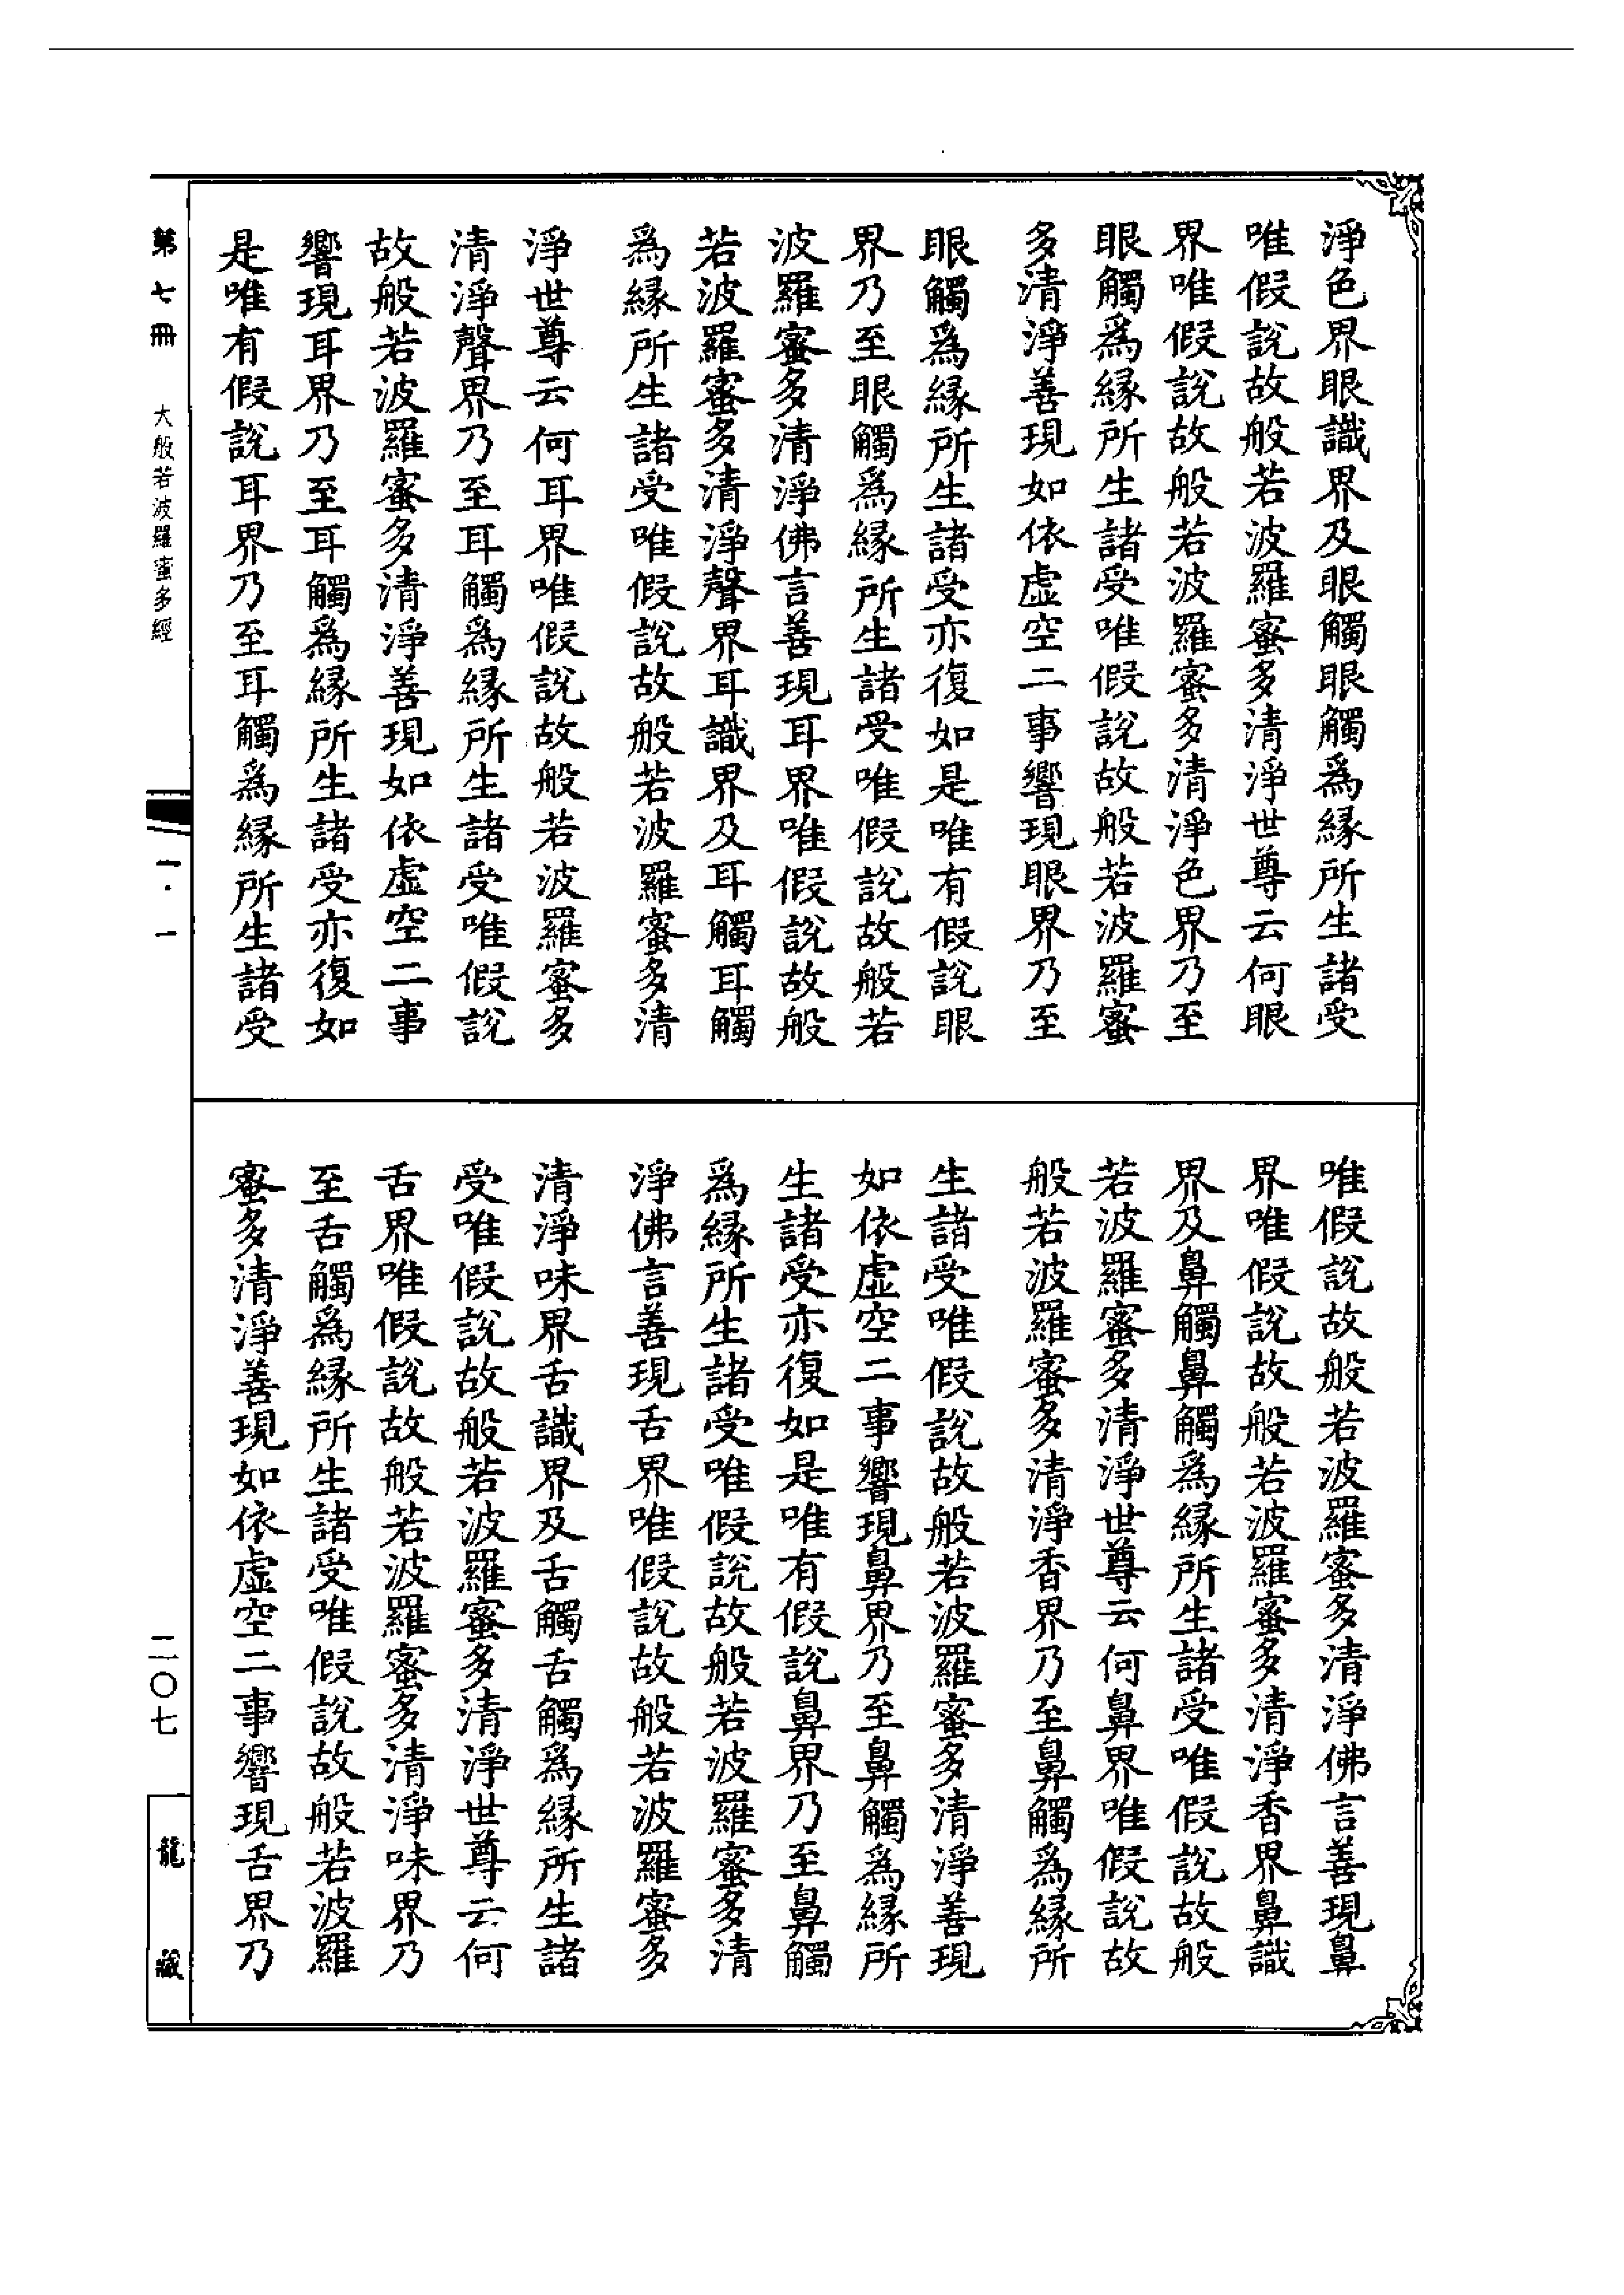 淨色界眼識界及眼觸眼觸爲緣所生諸受
唯假說故般若波羅蜜多清淨世尊云何眼
界唯假說故般若波羅蜜多清淨色界乃至
眼觸爲緣所生諸受唯假說故般若波羅蜜
多清淨善現如依虛空二事響現眼界乃至
眼觸爲緣所生諸受亦復如是唯有假說眼
界乃至眼觸爲緣所生諸受唯假說故般若
波羅蜜多清淨佛言善現耳界唯假說故般
若波羅蜜多清淨聲界耳識界及耳觸耳觸
爲緣所生諸受唯假說故般若波羅蜜多清
淨世尊云何耳界唯假說故般若波羅蜜多
清淨聲界乃至耳觸爲緣所生諸受唯假說
故般若波羅蜜多清淨善現如依虛空二事
響現耳界乃至耳觸爲緣所生諸受亦復如
是唯有假說耳界乃至耳觸爲緣所生諸受
唯假說故般若波羅蜜多清淨佛言善現鼻
界唯假說故般若波羅蜜多清淨香界鼻識
界及鼻觸鼻觸爲緣所生諸受唯假說故般
若波羅蜜多清淨世尊云何鼻界唯假說故
般若波羅蜜多清淨香界乃至鼻觸爲緣所
生諸受唯假說故般若波羅蜜多清淨善現
如依虛空二事響現鼻界乃至鼻觸爲緣所
生諸受亦復如是唯有假說鼻界乃至鼻觸
爲緣所生諸受唯假說故般若波羅蜜多清
淨佛言善現舌界唯假說故般若波羅蜜多
清淨味界舌識界及舌觸舌觸爲緣所生諸
受唯假說故般若波羅蜜多清淨世尊云何
舌界唯假說故般若波羅蜜多清淨味界乃
至舌觸爲緣所生諸受唯假說故般若波羅
蜜多清淨善現如依虛空二事響現舌界乃
第七冊 大般若波羅蜜多經 一·一 二〇七 龍藏